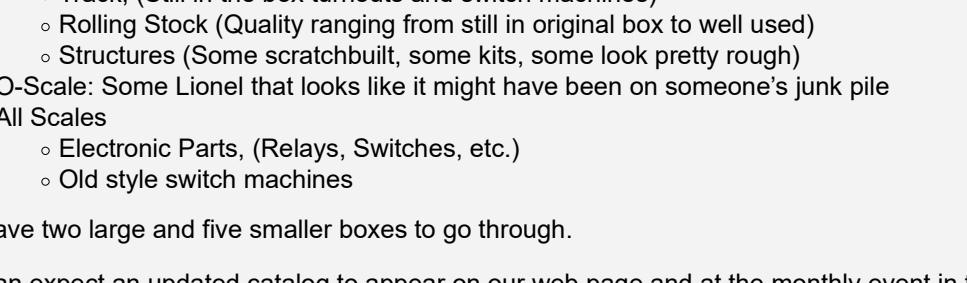 Track, (Still in the box turnouts and switch machines)
◦ Rolling Stock (Quality ranging from still in original box to well used)
◦ Structures (Some scratchbuilt, some kits, some look pretty rough)
O-Scale: Some Lionel that looks like it might have been on someone’s junk pile
All Scales
◦ Electronic Parts, (Relays, Switches, etc.)
◦ Old style switch machines
ave two large and five smaller boxes to go through.
an expect an updated catalog to appear on our web page and at the monthly event in